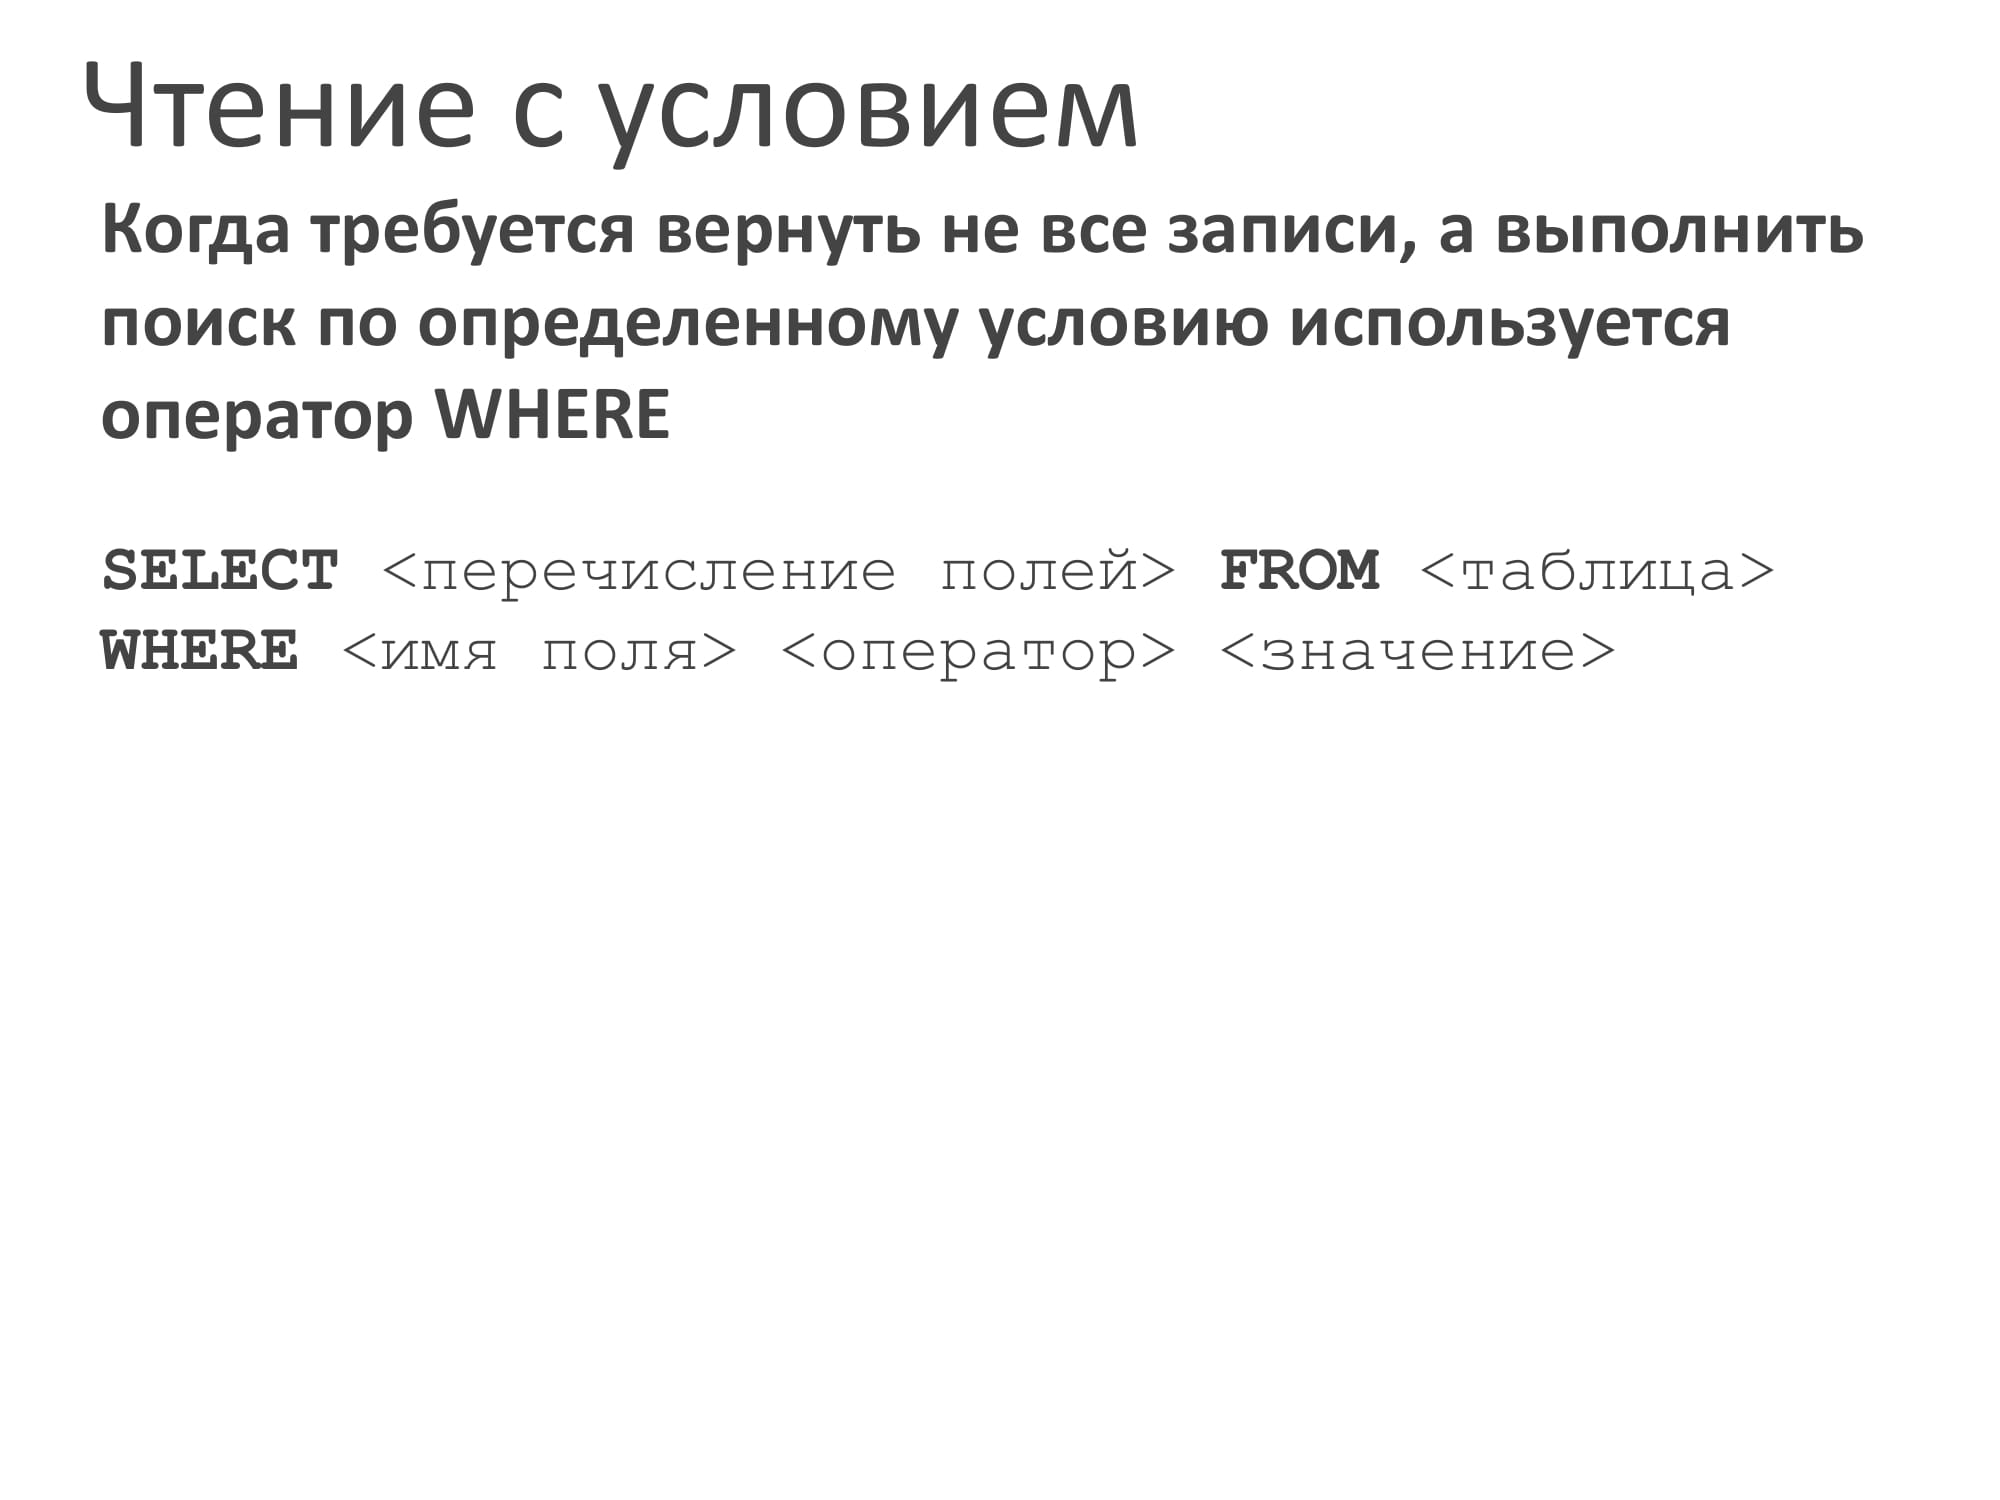 Чтение с условием
Когда требуется вернуть не все записи, а выполнить
поиск по определенному условию используется
оператор WHERE
SELECT <перечисление полей> FROM <таблица>
WHERE <имя поля> <оператор> <значение>